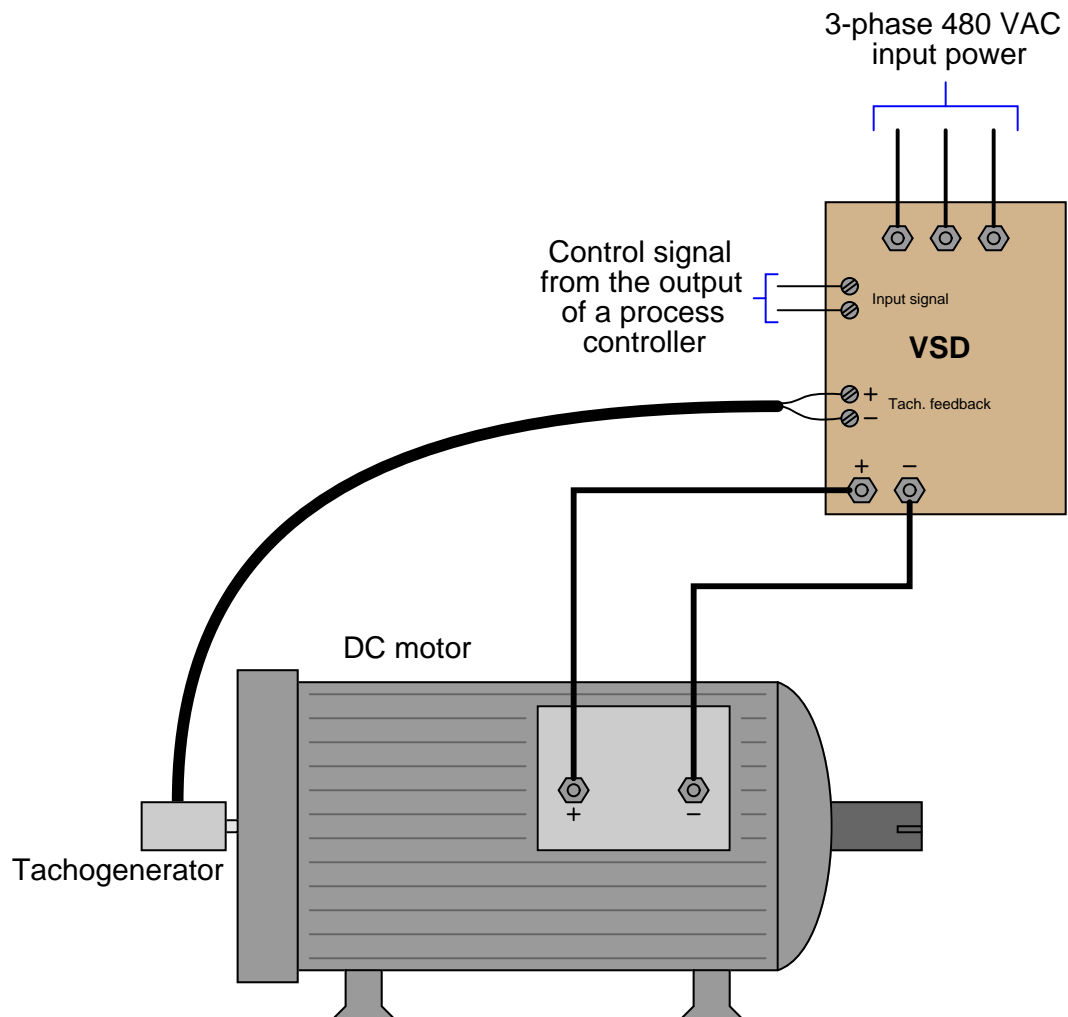 3-phase 480 VAC
input power
Control signal
from the output
of a process
controller
Input signal
VSD
+
Tach. feedback
−
+ −
DC motor
+ −
Tachogenerator